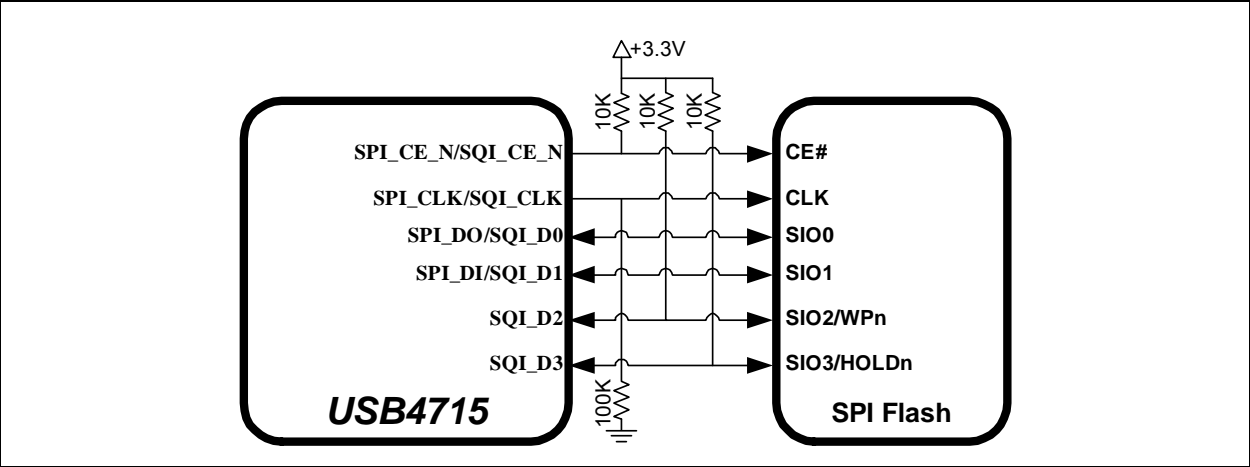 +3.3V
10K
10K
10K
SPI_CE_N/SQI_CE_N
CE#
SPI_CLK/SQI_CLK
CLK
SPI_DO/SQI_D0
SIO0
SPI_DI/SQI_D1
SIO1
SQI_D2
SIO2/WPn
SQI_D3
SIO3/HOLDn
100K
USB4715
SPI Flash